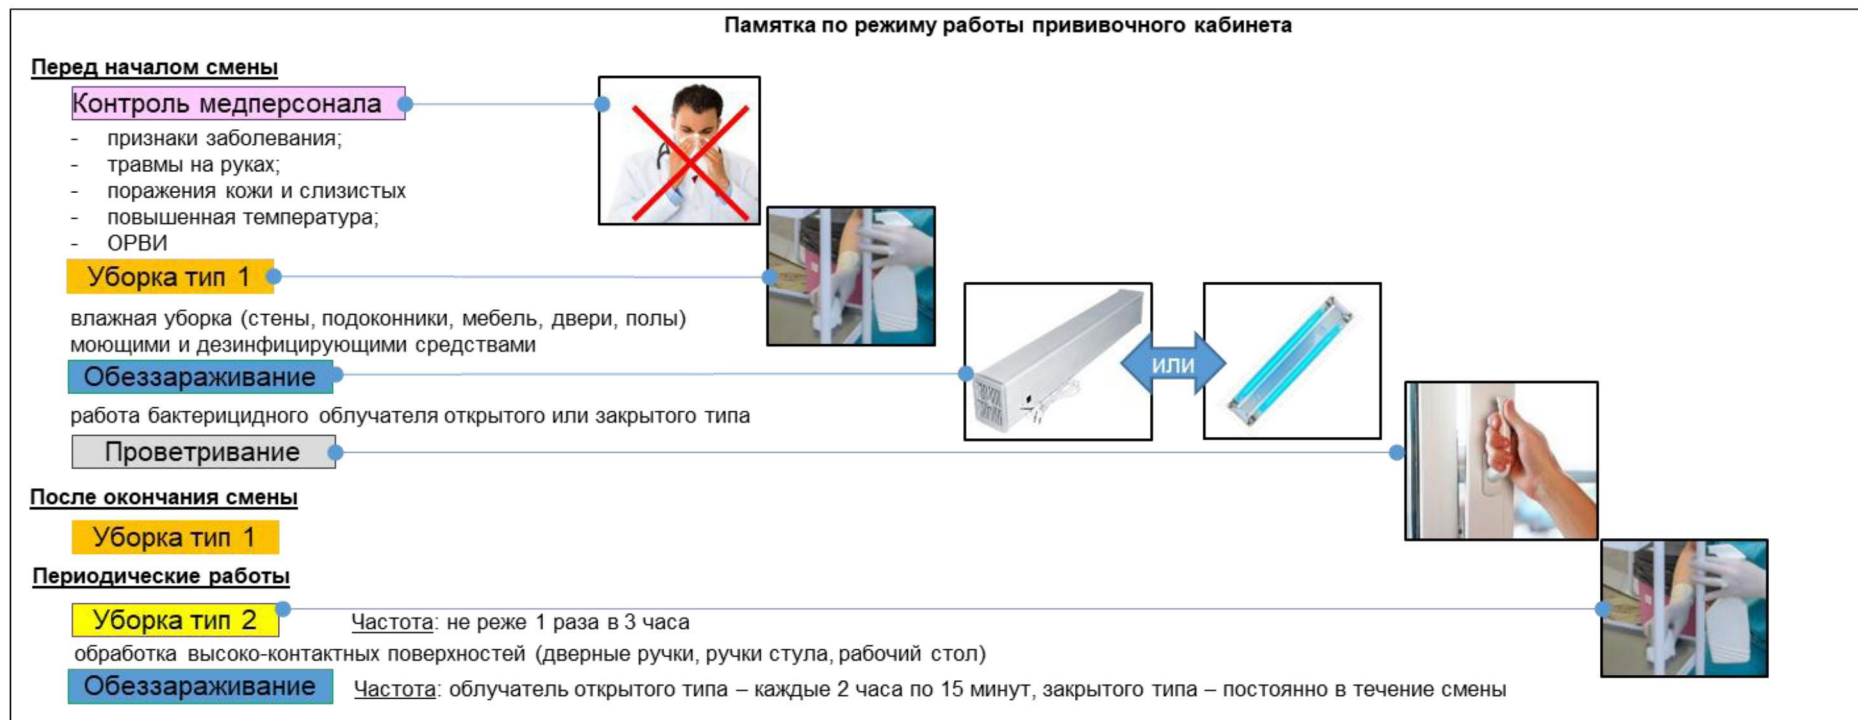 Памятка по режиму работы прививочного кабинета
Перед началом смены
Контроль медперсонала
- признаки заболевания;
- травмы на руках;
- поражения кожи и слизистых
- повышенная температура;
- ОРВИ
Уборка тип 1
влажная уборка (стены, подоконники, мебель, двери, полы)
моющими и дезинфицирующими средствами
Обеззараживание
ИЛИ
работа бактерицидного облучателя открытого или закрытого типа
Проветривание
После окончания смены
Уборка тип 1
Периодические работы
Уборка тип 2 Частота: не реже 1 раза в 3 часа
обработка высоко-контактных поверхностей (дверные ручки, ручки стула, рабочий стол)
Обеззараживание Частота: облучатель открытого типа – каждые 2 часа по 15 минут, закрытого типа – постоянно в течение смены